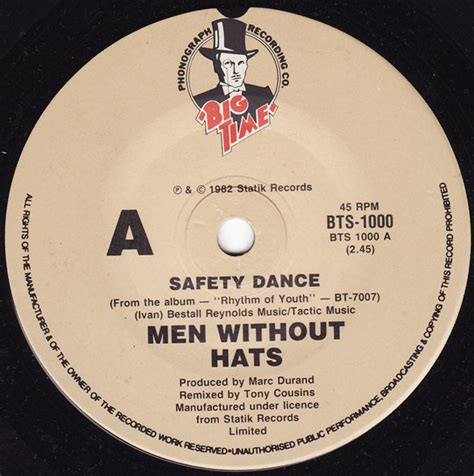 PHONOGRAPH RECORDING CO.
"BIG
TIME"
℗ & © 1982 Statik Records
A
45 RPM
BTS-1000
BTS 1000 A
(2.45)
SAFETY DANCE
(From the album — "Rhythm of Youth" — BT-7007)
(Ivan) Bestall Reynolds Music/Tactic Music
MEN WITHOUT
HATS
Produced by Marc Durand
Remixed by Tony Cousins
Manufactured under licence
from Statik Records
Limited
ALL RIGHTS OF THE MANUFACTURER & OF THE OWNER OF THE RECORDED WORK RESERVED•UNAUTHORISED PUBLIC PERFORMANCE BROADCASTING & COPYING OF THIS RECORD PROHIBITED